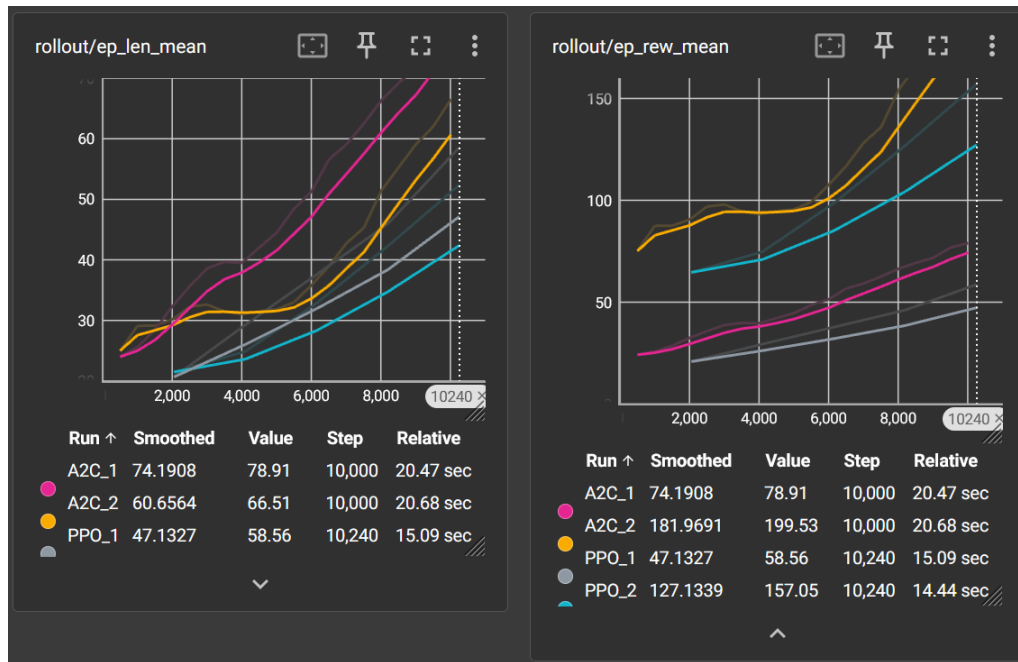 rollout/ep_len_mean
60
50
40
30
2,000 4,000 6,000 8,000 10240 ×
Run ↑ Smoothed Value Step Relative
A2C_1 74.1908 78.91 10,000 20.47 sec
A2C_2 60.6564 66.51 10,000 20.68 sec
PPO_1 47.1327 58.56 10,240 15.09 sec
rollout/ep_rew_mean
150
100
50
0
2,000 4,000 6,000 8,000 10240 ×
Run ↑ Smoothed Value Step Relative
A2C_1 74.1908 78.91 10,000 20.47 sec
A2C_2 181.9691 199.53 10,000 20.68 sec
PPO_1 47.1327 58.56 10,240 15.09 sec
PPO_2 127.1339 157.05 10,240 14.44 sec